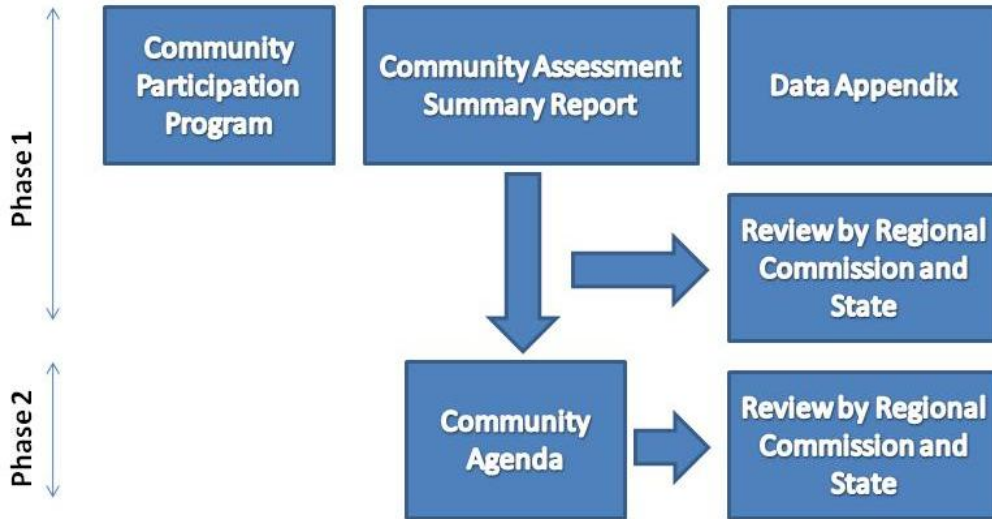 Phase 1
Community
Participation
Program
Community Assessment
Summary Report
Data Appendix
Review by Regional
Commission and
State
Phase 2
Community
Agenda
Review by Regional
Commission and
State